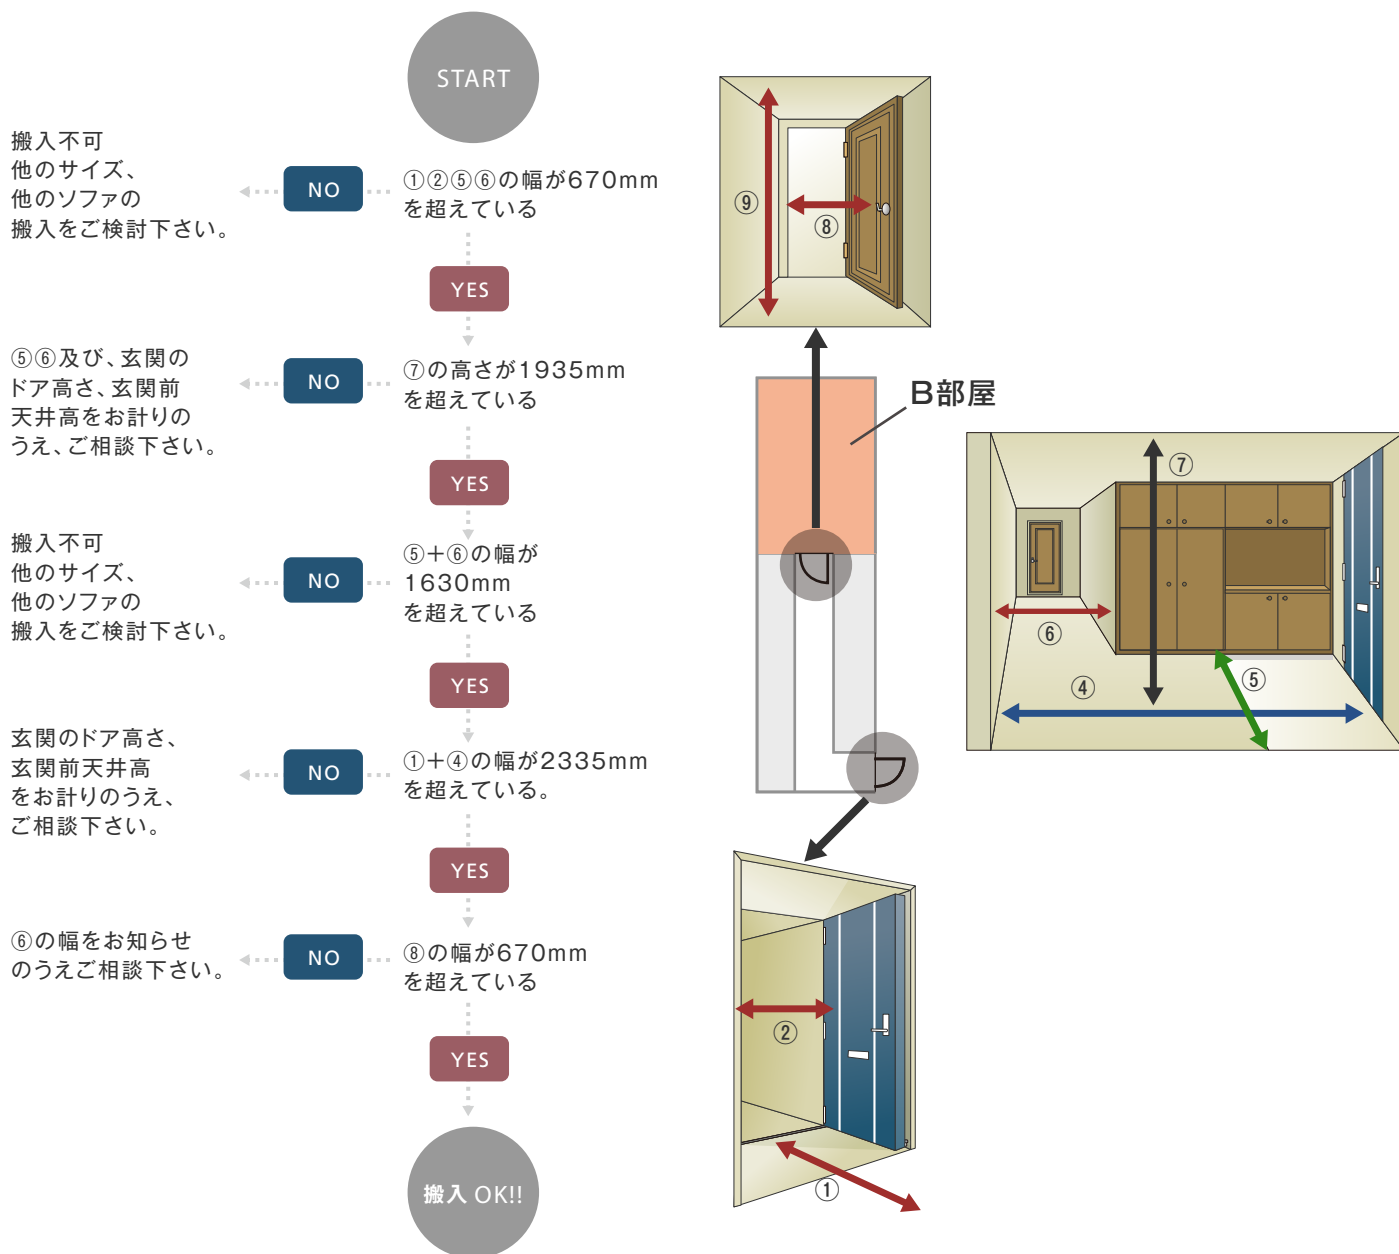 START
搬入不可
他のサイズ、
他のソファの
搬入をご検討下さい。
NO
①②⑤⑥の幅が670mm
を超えている
YES
⑤⑥及び、玄関の
ドア高さ、玄関前
天井高をお計りの
うえ、ご相談下さい。
NO
⑦の高さが1935mm
を超えている
YES
搬入不可
他のサイズ、
他のソファの
搬入をご検討下さい。
NO
⑤＋⑥の幅が
1630mm
を超えている
YES
玄関のドア高さ、
玄関前天井高
をお計りのうえ、
ご相談下さい。
NO
①＋④の幅が2335mm
を超えている。
YES
⑥の幅をお知らせ
のうえご相談下さい。
NO
⑧の幅が670mm
を超えている
YES
搬入 OK!!
⑨
⑧
B部屋
⑦
⑥
④
⑤
②
①